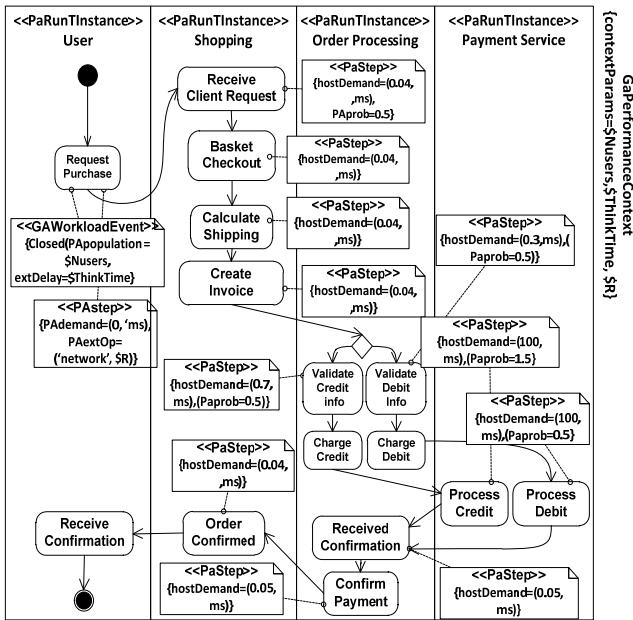 <<PaRunTInstance>>
User
<<PaRunTInstance>>
Shopping
<<PaRunTInstance>>
Order Processing
<<PaRunTInstance>>
Payment Service
GaPerformanceContext
{contextParams=$Nusers,$ThinkTime, $R}
Request
Purchase
<<GAWorkloadEvent>>
{Closed(PApopulation=
$Nusers,
extDelay=$ThinkTime}
<<PAstep>>
{PAdemand=(0, ‘ms),
PAextOp=
(‘network’, $R)}
Receive
Client Request
<<PaStep>>
{hostDemand=(0.04,
,ms),
PAprob=0.5}
Basket
Checkout
<<PaStep>>
{hostDemand=(0.04,
,ms)}
Calculate
Shipping
<<PaStep>>
{hostDemand=(0.04,
,ms)}
Create
Invoice
<<PaStep>>
{hostDemand=(0.04,
,ms)}
<<PaStep>>
{hostDemand=(0.3,ms),(
Paprob=0.5)}
<<PaStep>>
{hostDemand=(100,
ms),(Paprob=1.5}
<<PaStep>>
{hostDemand=(0.7,
ms),(Paprob=0.5)}
Validate
Credit
info
Validate
Debit
Info
<<PaStep>>
{hostDemand=(100,
,ms),(Paprob=0.5}
Charge
Credit
Charge
Debit
<<PaStep>>
{hostDemand=(0.04,
,ms)}
Process
Credit
Process
Debit
Receive
Confirmation
Order
Confirmed
Received
Confirmation
<<PaStep>>
{hostDemand=(0.05,
ms)}
Confirm
Payment
<<PaStep>>
{hostDemand=(0.05,
ms)}